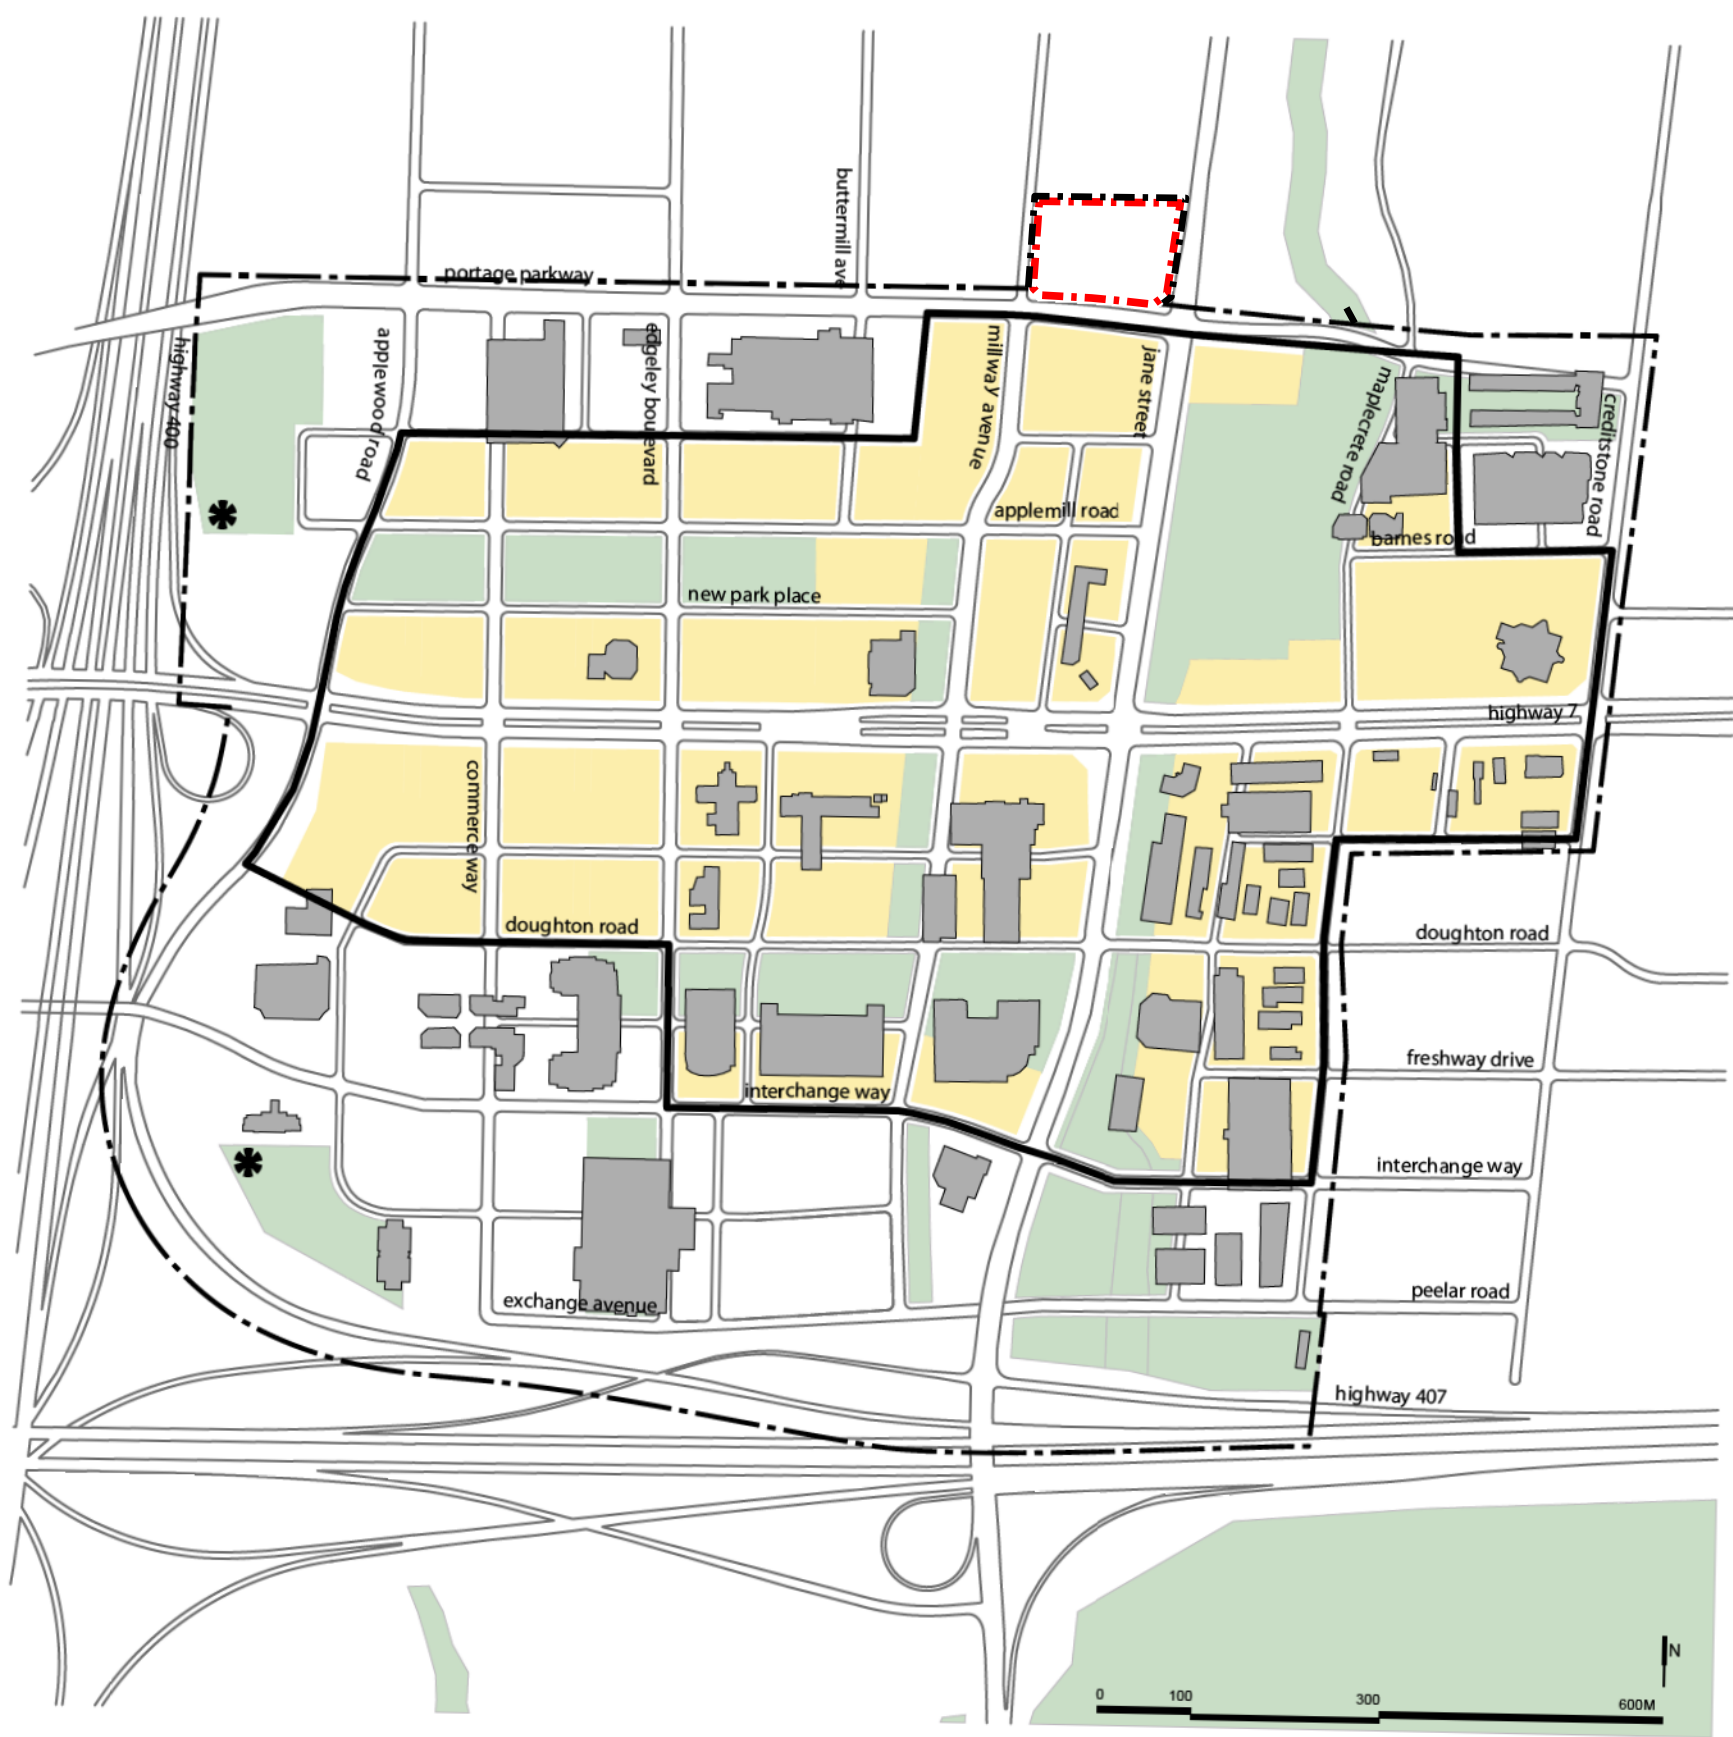 buttermill ave
portage parkway
highway 400
applewood road
edgeley boulevard
millway avenue
jane street
maplecrete road
creditstone road
applemill road
barnes road
new park place
highway 7
commerce way
doughton road
doughton road
freshway drive
interchange way
interchange way
peelar road
exchange avenue
highway 407
N
0 100 300 600M